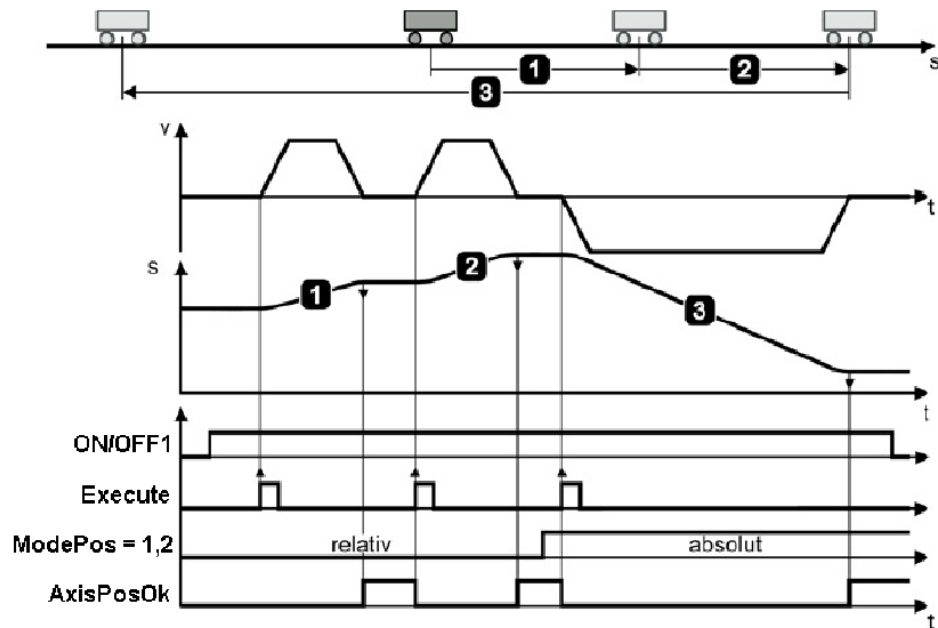 s
1 2
3
v
t
s
1 2
3
t
ON/OFF1
Execute
ModePos = 1,2 relativ absolut
AxisPosOk
t